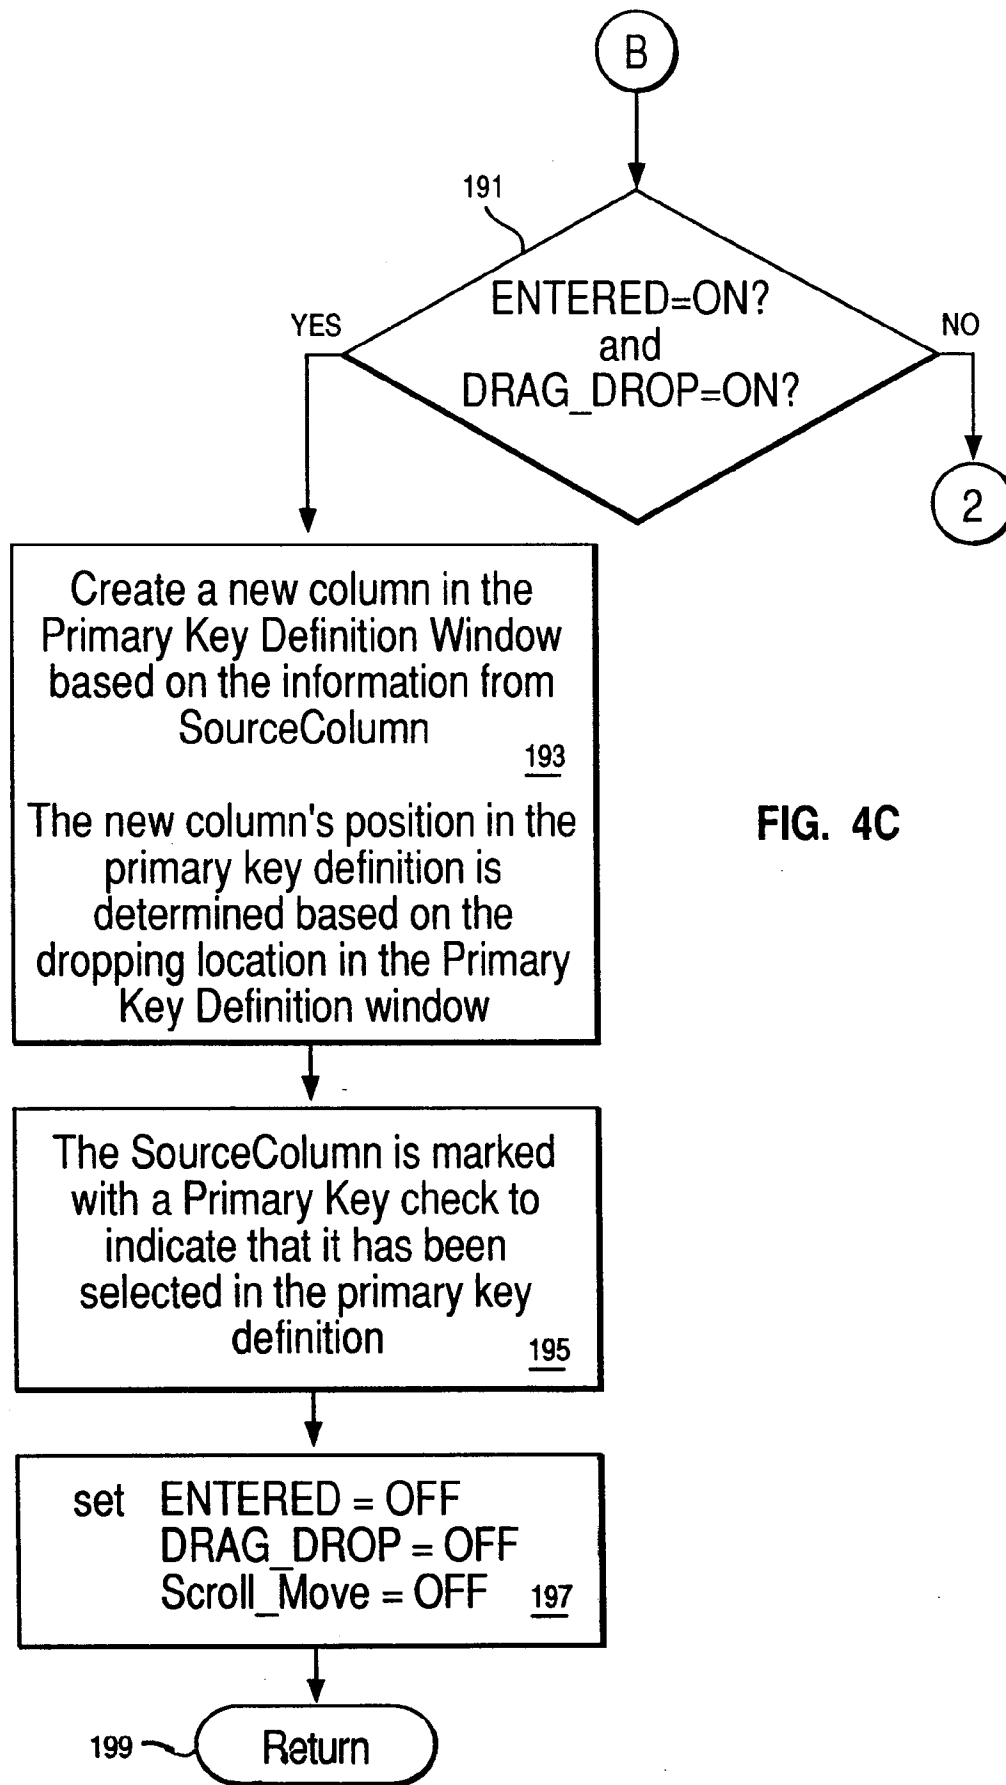 B
191
ENTERED=ON?
and
DRAG_DROP=ON?
YES
NO
2
Create a new column in the
Primary Key Definition Window
based on the information from
SourceColumn
193
The new column's position in the
primary key definition is
determined based on the
dropping location in the Primary
Key Definition window
FIG. 4C
The SourceColumn is marked
with a Primary Key check to
indicate that it has been
selected in the primary key
definition
195
set ENTERED = OFF
DRAG_DROP = OFF
Scroll_Move = OFF
197
199
Return